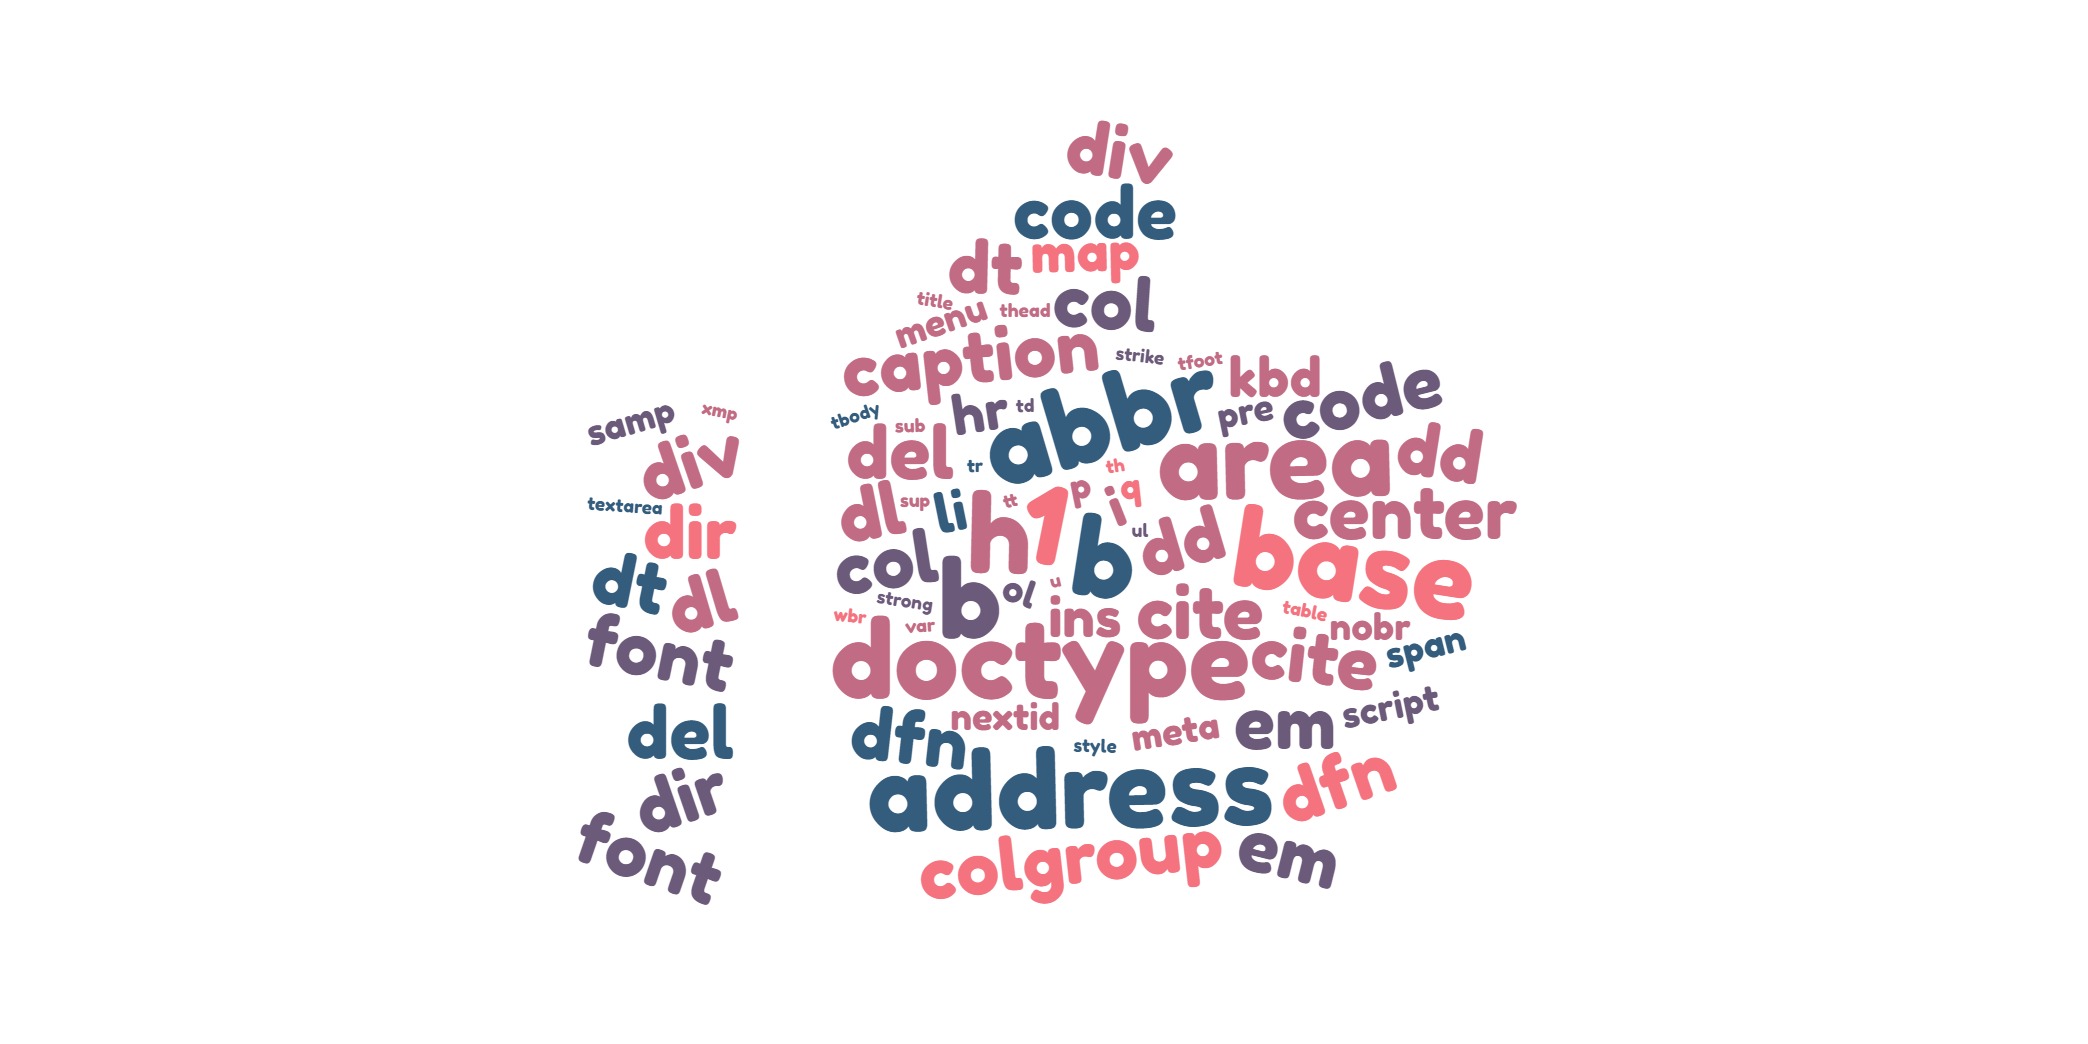 div
code
dt map
title
menu thead col
caption strike tfoot kbd
samp xmp tbody sub hr td abbr pre code
div del tr th area dd
textarea dl sup li h1 tt p i q ul center
dir col b dd base
dt dl strong b ol u
font wbr var ins cite table nobr
doctype cite span
del dfn nextid style meta em script
dir address dfn
font colgroup em